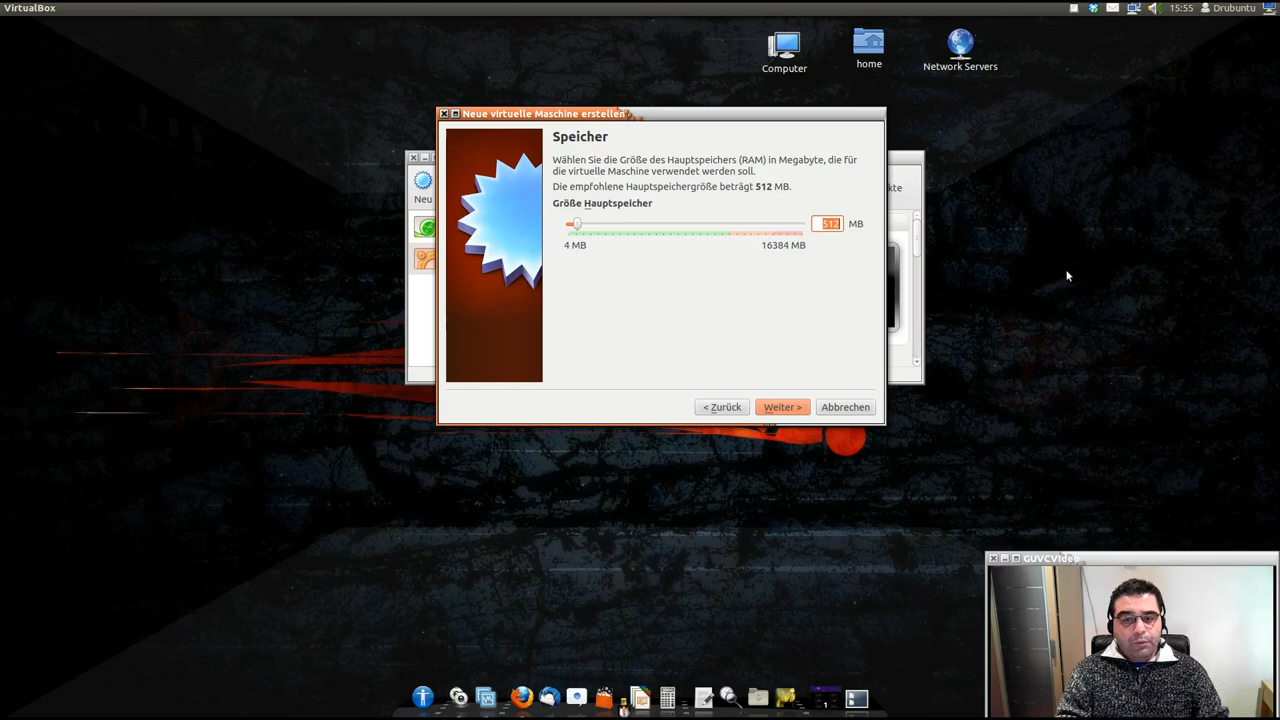 VirtualBox
15:55 Drubuntu
Computer
home
Network Servers
Neue virtuelle Maschine erstellen
Neu
kte
Speicher
Wählen Sie die Größe des Hauptspeichers (RAM) in Megabyte, die für
die virtuelle Maschine verwendet werden soll.
Die empfohlene Hauptspeichergröße beträgt 512 MB.
Größe Hauptspeicher
512 MB
4 MB 16384 MB
< Zurück Weiter > Abbrechen
GUVCVideo
1